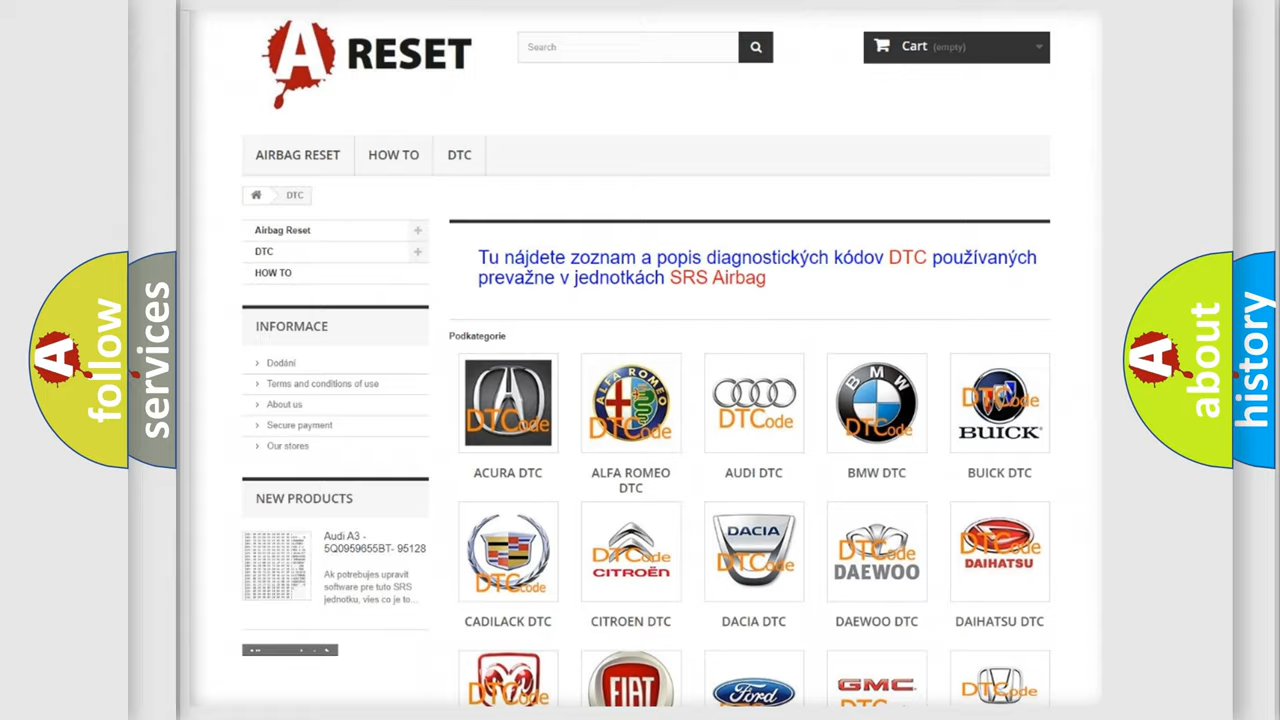 A RESET
Search
Cart (empty)
AIRBAG RESET
HOW TO
DTC
DTC
Airbag Reset
DTC
HOW TO
INFORMACE
Dodání
Terms and conditions of use
About us
Secure payment
Our stores
NEW PRODUCTS
Audi A3 -
5Q0959655BT- 95128
Ak potrebujes upravit
software pre tuto SRS
jednotku, vies co je to...
Tu nájdete zoznam a popis diagnostických kódov DTC používaných
prevažne v jednotkách SRS Airbag
Podkategorie
DTCode
ALFA ROMEO
DTCode
DTCode
BMW
DTCode
DTCode
BUICK
ACURA DTC
ALFA ROMEO
DTC
AUDI DTC
BMW DTC
BUICK DTC
DTCode
DTCode
CITROËN
DACIA
DTCode
DTCode
DAEWOO
DTCode
DAIHATSU
CADILACK DTC
CITROEN DTC
DACIA DTC
DAEWOO DTC
DAIHATSU DTC
DTCode
FIAT
Ford
GMC
DTCode
A
follow
services
A
about
history